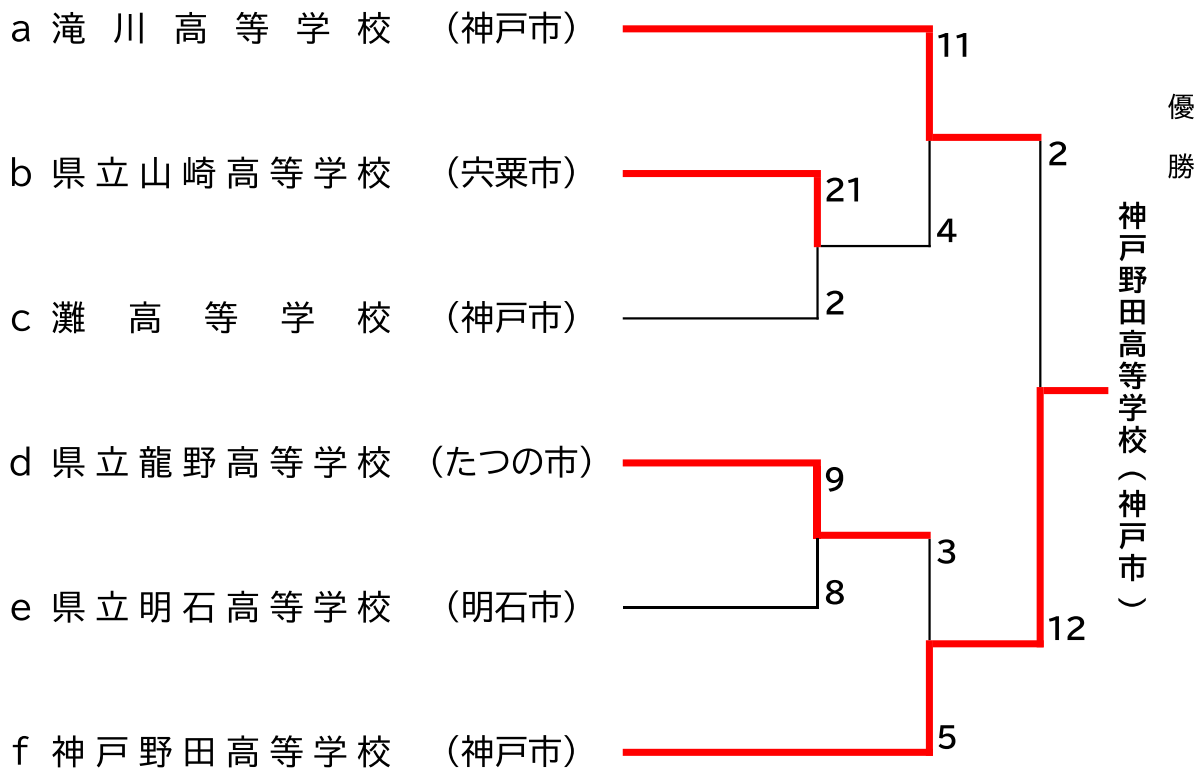 a 滝川高等学校 （神戸市）
11
優勝
2
b 県立山崎高等学校 （宍粟市）
21
4
c 灘高等学校 （神戸市）
2
神戸野田高等学校（神戸市）
d 県立龍野高等学校 （たつの市）
9
3
e 県立明石高等学校 （明石市）
8
12
f 神戸野田高等学校 （神戸市）
5